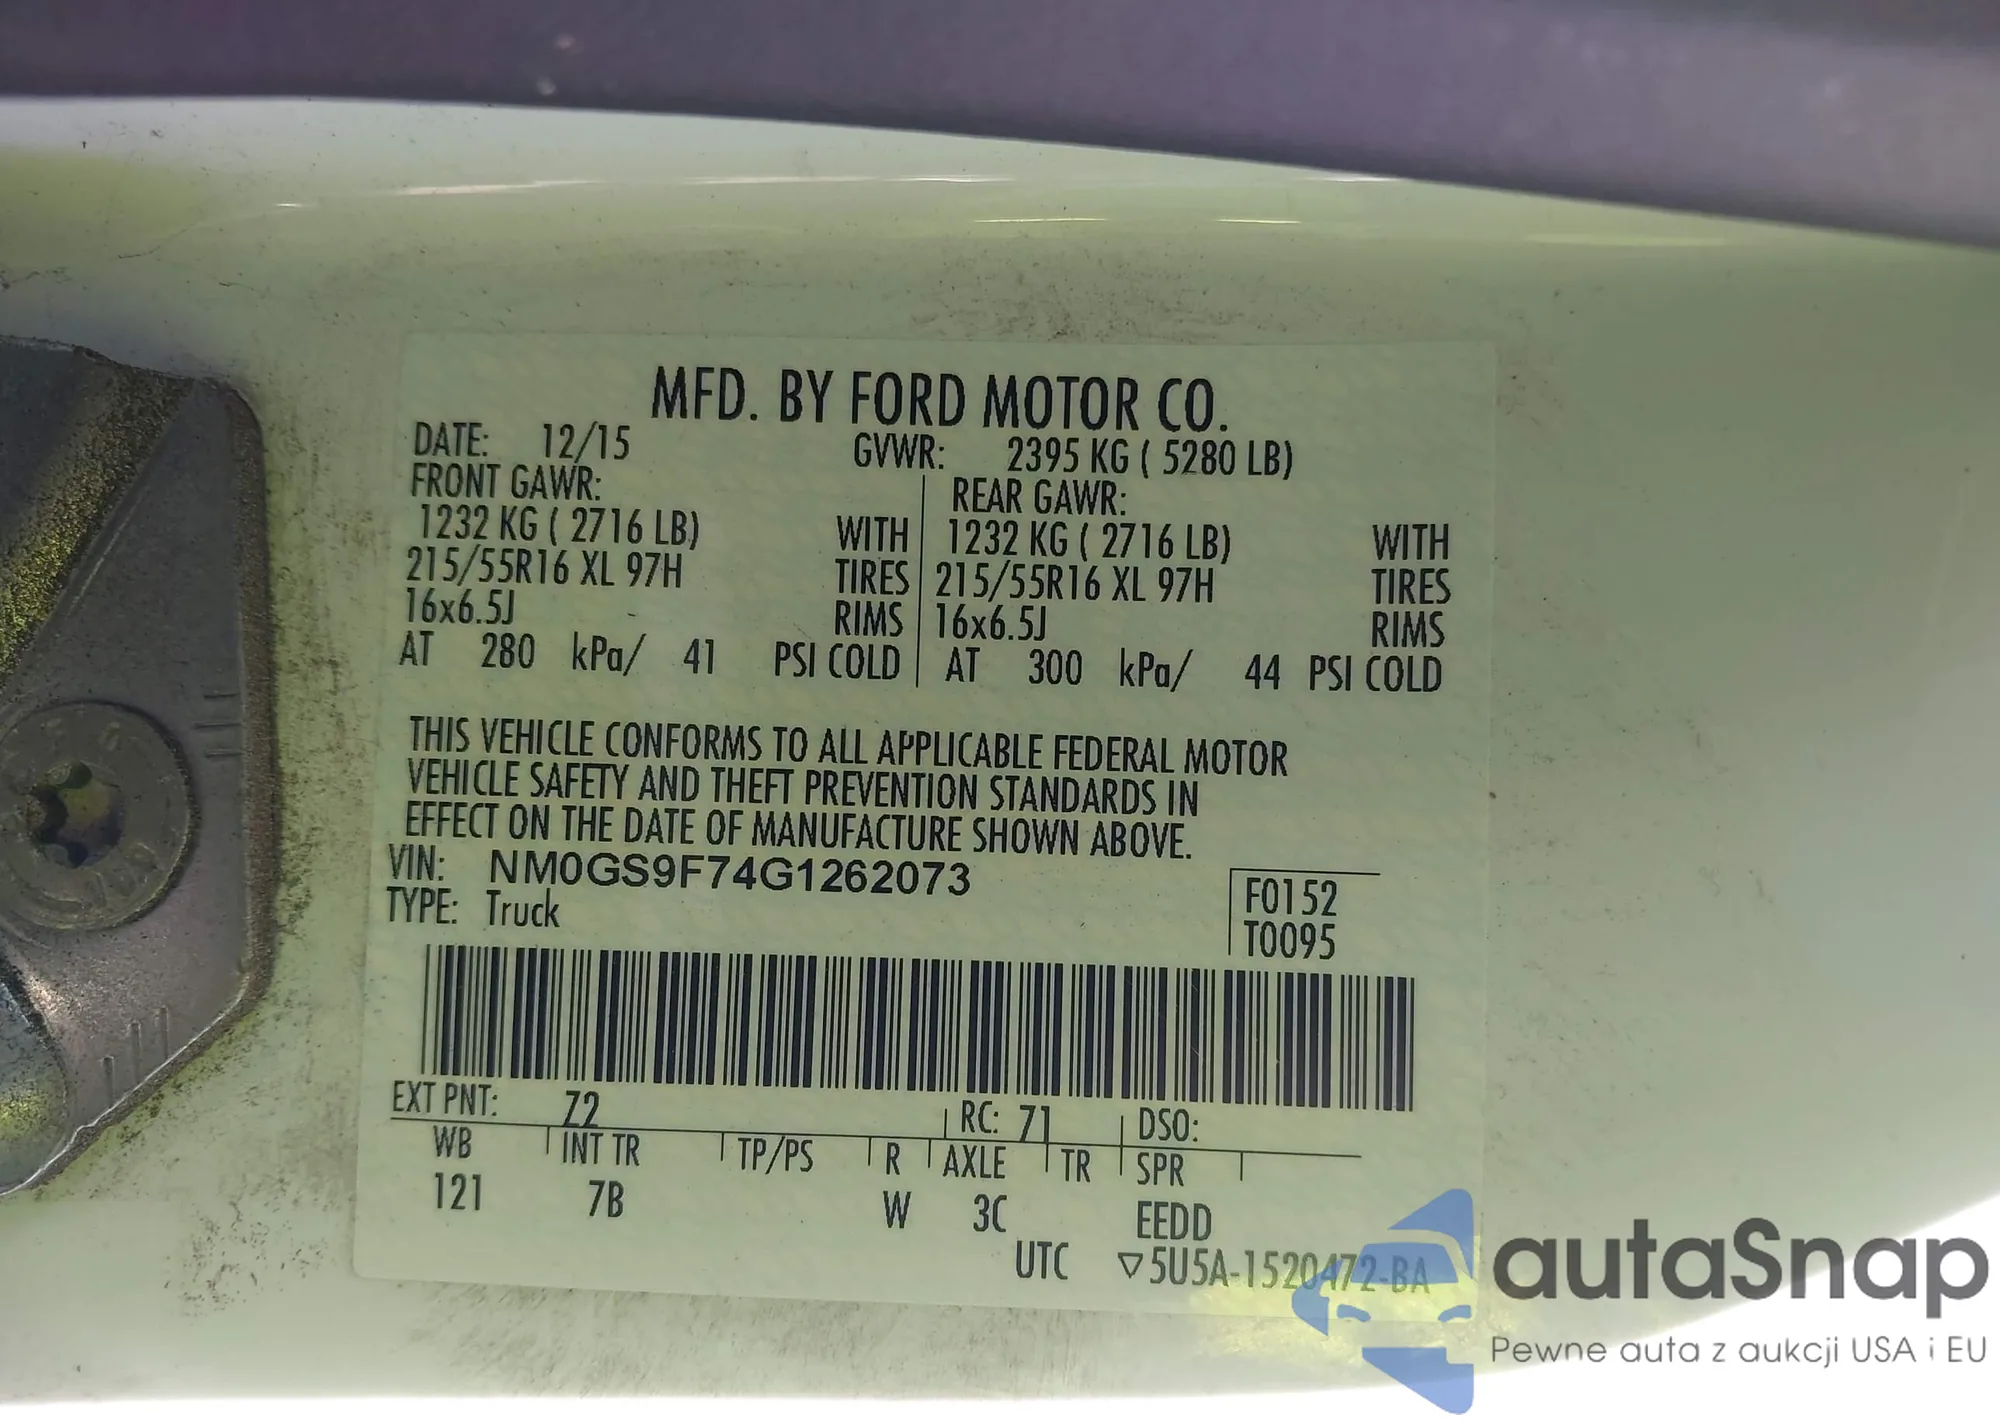 MFD. BY FORD MOTOR CO.
DATE: 12/15 GVWR: 2395 KG ( 5280 LB)
FRONT GAWR: REAR GAWR:
1232 KG ( 2716 LB) WITH 1232 KG ( 2716 LB) WITH
215/55R16 XL 97H TIRES 215/55R16 XL 97H TIRES
16x6.5J RIMS 16x6.5J RIMS
AT 280 kPa/ 41 PSI COLD AT 300 kPa/ 44 PSI COLD
THIS VEHICLE CONFORMS TO ALL APPLICABLE FEDERAL MOTOR
VEHICLE SAFETY AND THEFT PREVENTION STANDARDS IN
EFFECT ON THE DATE OF MANUFACTURE SHOWN ABOVE.
VIN: NM0GS9F74G1262073
TYPE: Truck
F0152
T0095
EXT PNT: Z2 RC: 71 DSO:
WB INT TR TP/PS R AXLE TR SPR
121 7B W 3C EEDD
UTC ▽5U5A-1520472-BA
autaSnap
Pewne auta z aukcji USA i EU